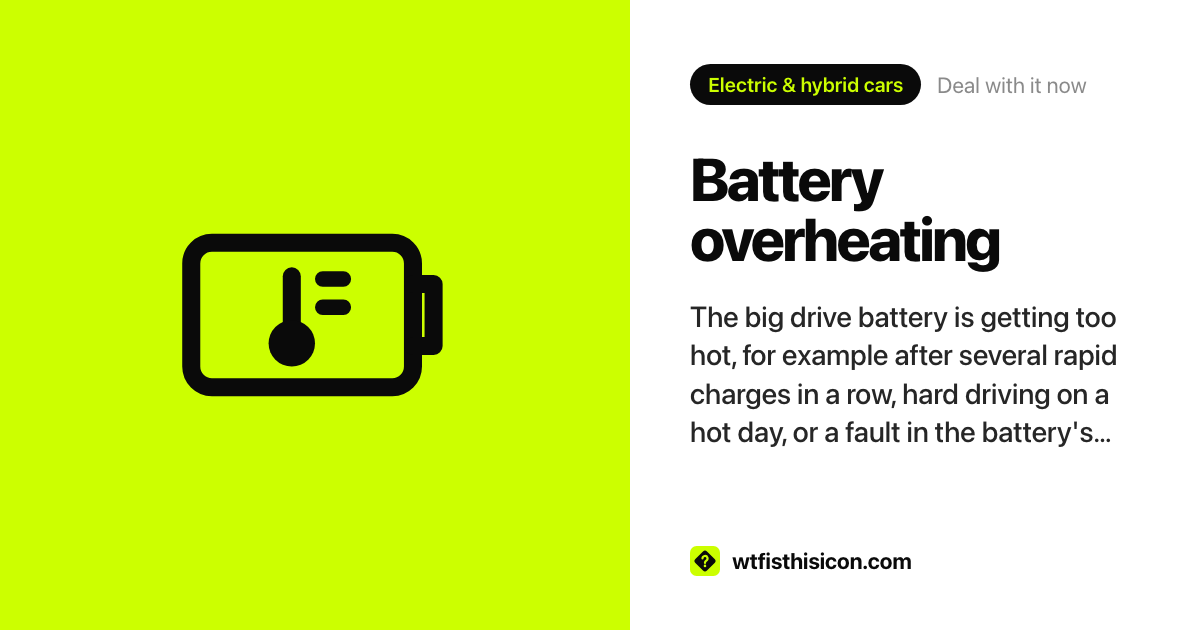 Electric & hybrid cars Deal with it now
Battery
overheating
The big drive battery is getting too
hot, for example after several rapid
charges in a row, hard driving on a
hot day, or a fault in the battery's...
?
wtfisthisicon.com